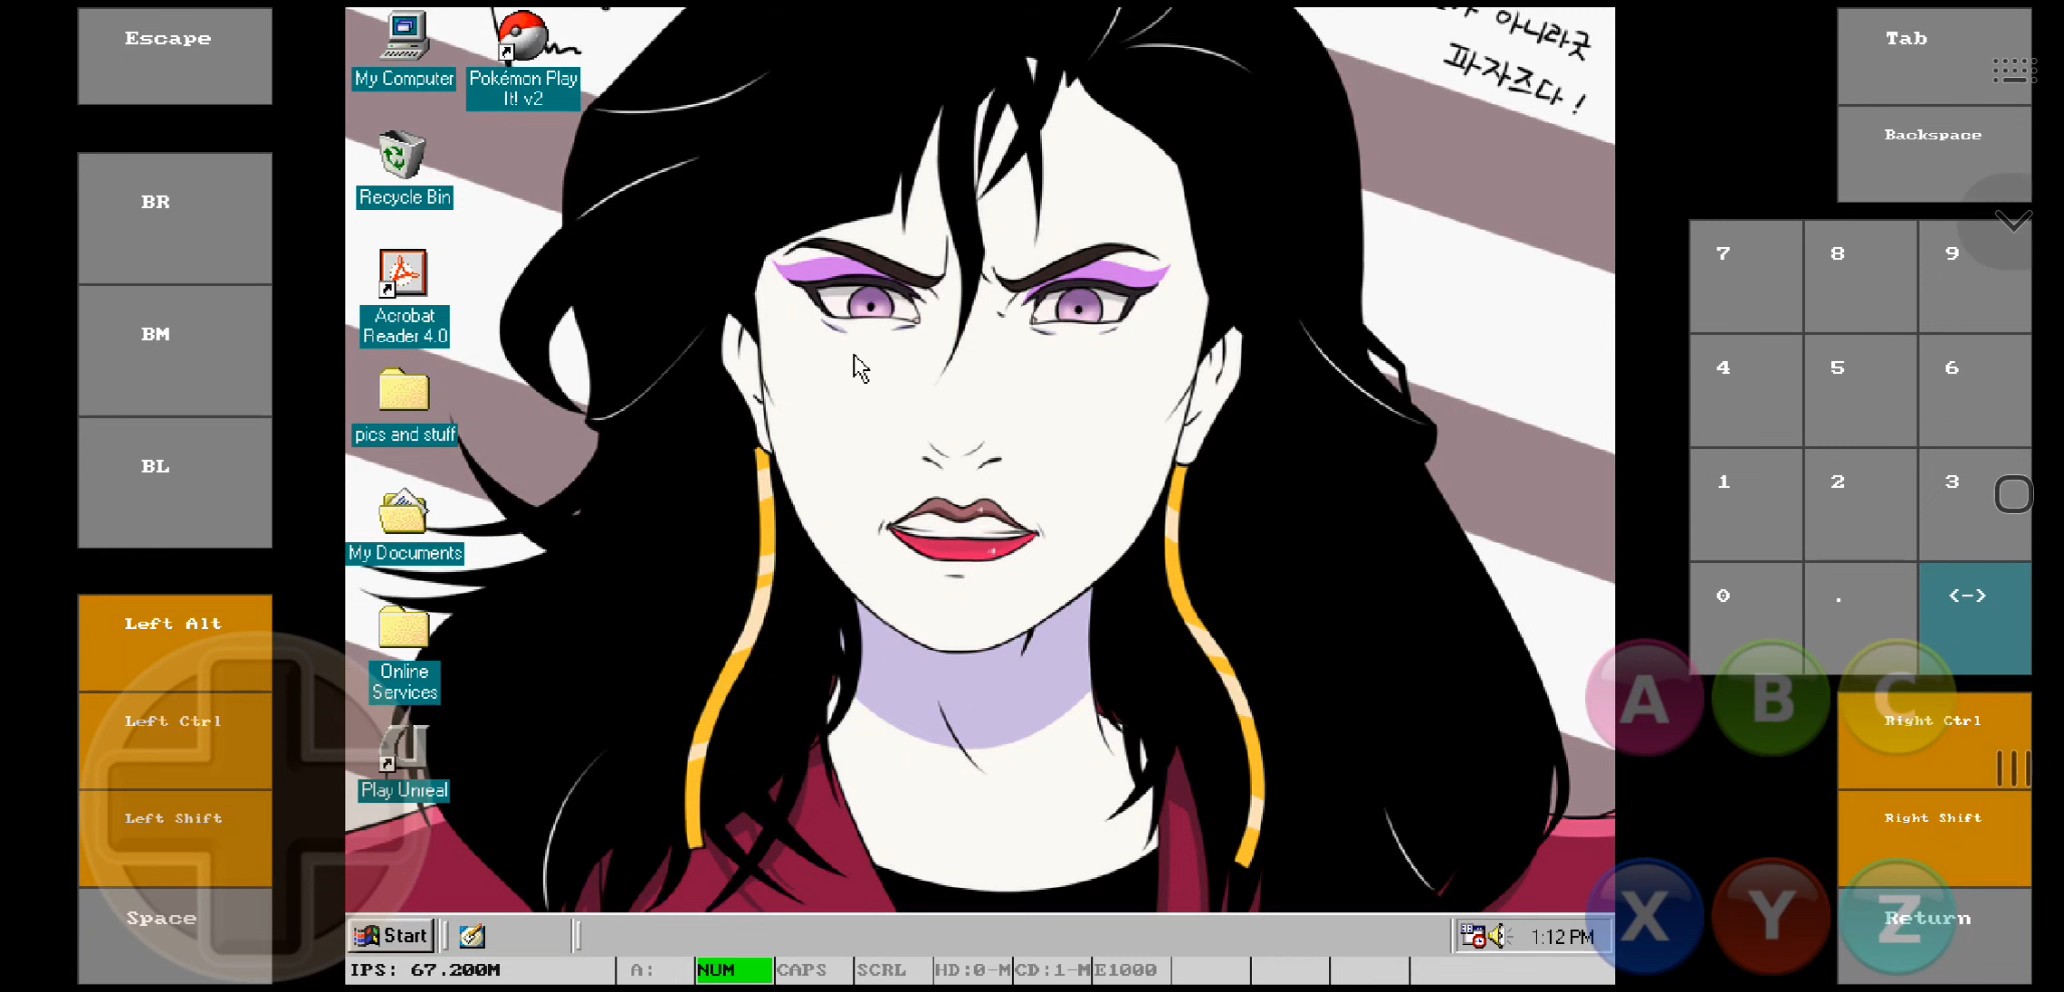 Escape
Tab
Backspace
BR
BM
BL
7 8 9
4 5 6
1 2 3
0 . <->
Left Alt
Left Ctrl
Left Shift
Space
Right Ctrl
Right Shift
Return
A B C
X Y Z
My Computer
Pokémon Play
It! v2
Recycle Bin
Acrobat
Reader 4.0
pics and stuff
My Documents
Online
Services
Play Unreal
아니라굿
파자즈다!
Start
1:12 PM
IPS: 67.200M
A:
NUM
CAPS
SCRL
HD:0-M
CD:1-M
E1000